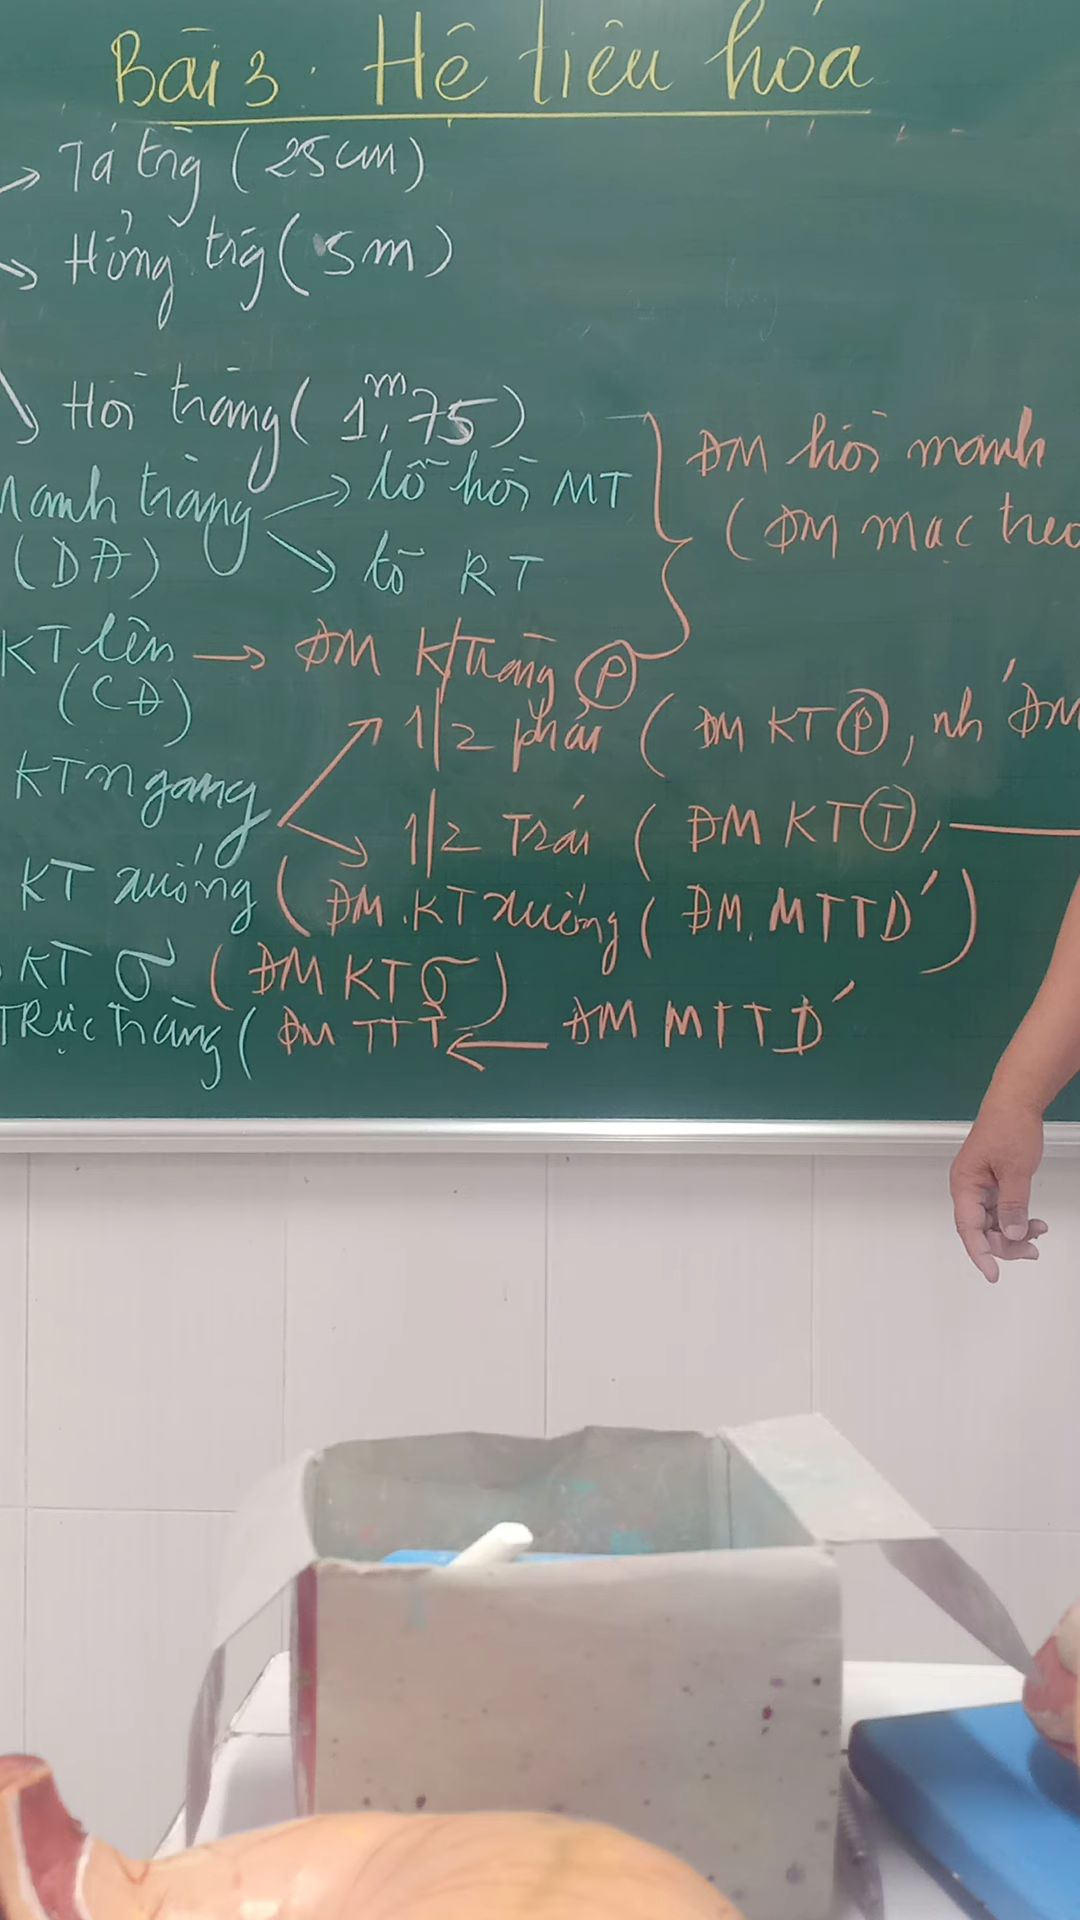 Bài 3. Hệ tiêu hóa
→ Tá trg (25cm)
→ Hỗng trg (5m)
→ Hồi tràng (1,m75)
Manh tràng → lỗ hồi MT
(DĐ) → lỗ RT
ĐM hồi manh
(ĐM mạc treo
KT lên → ĐM K/Tràng (P)
(CĐ)
KT ngang → 1/2 phải (ĐM KT (P), nh' ĐM
→ 1/2 Trái (ĐM KT (T),
KT xuống (ĐM.KT xuống (ĐM.MTTD')
KT σ (ĐM KT σ)
Trực Tràng (ĐM TTT ← ĐM MTTD'